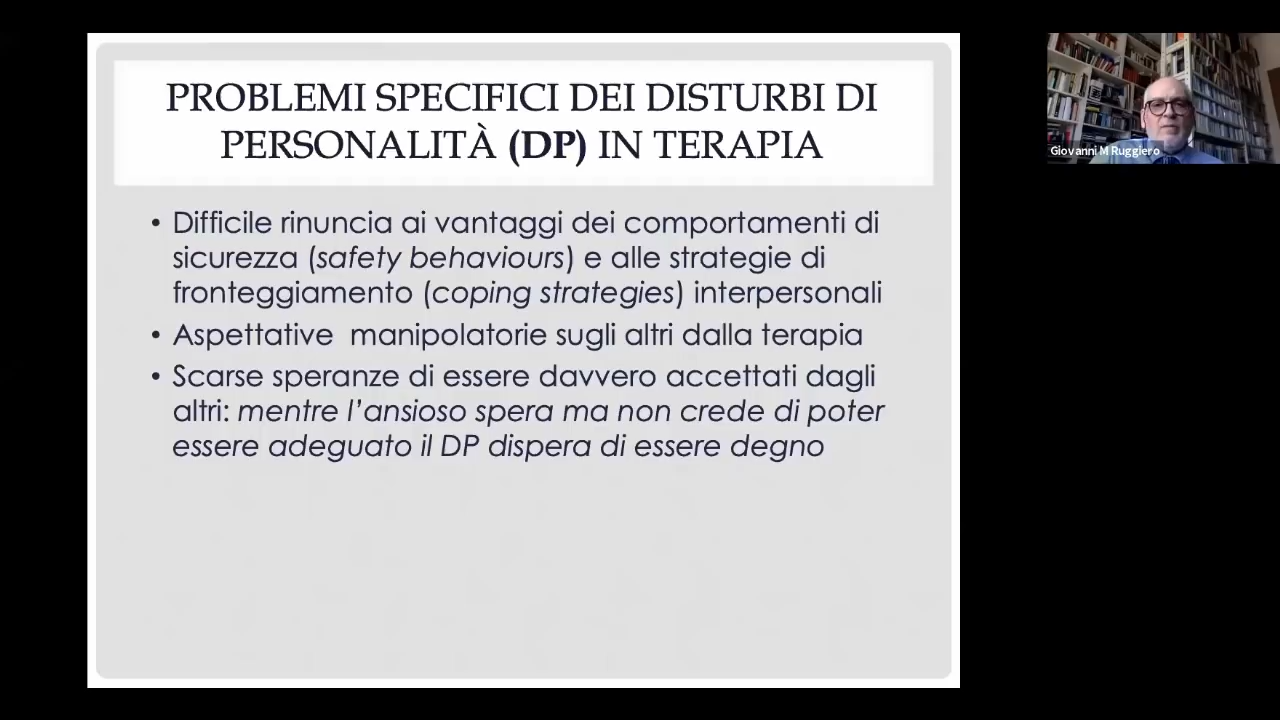 PROBLEMI SPECIFICI DEI DISTURBI DI
PERSONALITÀ (DP) IN TERAPIA
• Difficile rinuncia ai vantaggi dei comportamenti di
sicurezza (safety behaviours) e alle strategie di
fronteggiamento (coping strategies) interpersonali
• Aspettative  manipolatorie sugli altri dalla terapia
• Scarse speranze di essere davvero accettati dagli
altri: mentre l’ansioso spera ma non crede di poter
essere adeguato il DP dispera di essere degno
Giovanni M Ruggiero